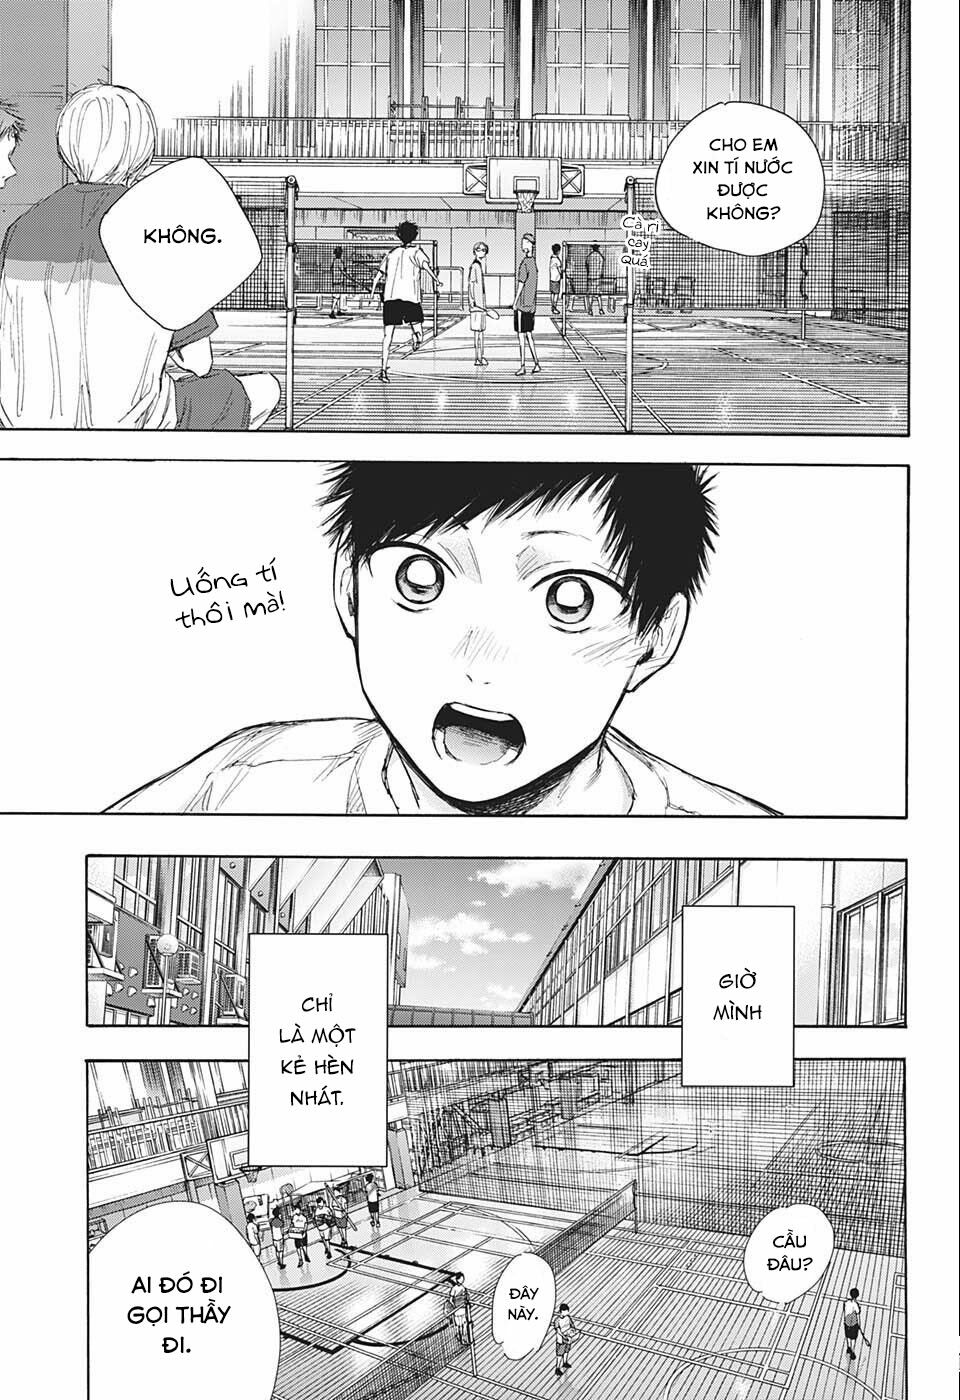 CHO EM
XIN TÍ NƯỚC
ĐƯỢC
KHÔNG?
Cà ri
cay
quá
KHÔNG.
Uống tí
thôi mà!
GIỜ
MÌNH
CHỈ
LÀ MỘT
KẺ HÈN
NHÁT.
CẦU
ĐÂU?
ĐÂY
NÀY.
AI ĐÓ ĐI
GỌI THẦY
ĐI.